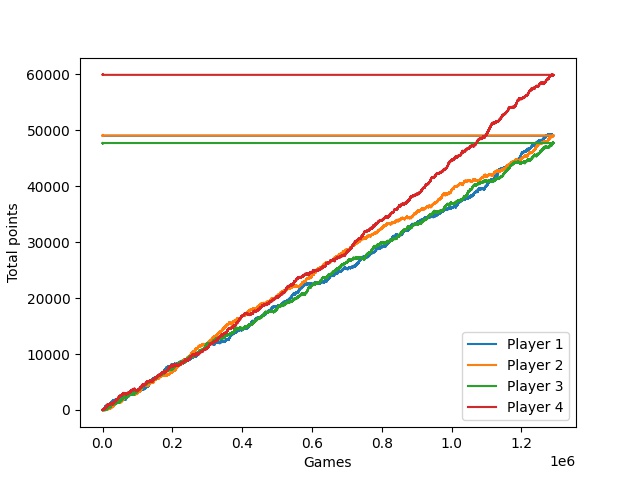 60000
50000
40000
30000
20000
10000
0
Total points
0.0 0.2 0.4 0.6 0.8 1.0 1.2
1e6
Games
Player 1
Player 2
Player 3
Player 4